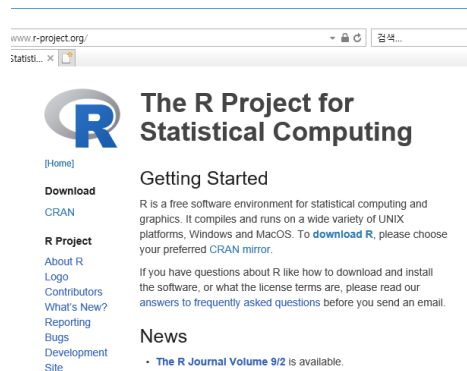 www.r-project.org/
검색...
Statisti...
R
The R Project for
Statistical Computing
[Home]
Download
CRAN
R Project
About R
Logo
Contributors
What's New?
Reporting
Bugs
Development
Site
Getting Started
R is a free software environment for statistical computing and
graphics. It compiles and runs on a wide variety of UNIX
platforms, Windows and MacOS. To download R, please choose
your preferred CRAN mirror.
If you have questions about R like how to download and install
the software, or what the license terms are, please read our
answers to frequently asked questions before you send an email.
News
• The R Journal Volume 9/2 is available.